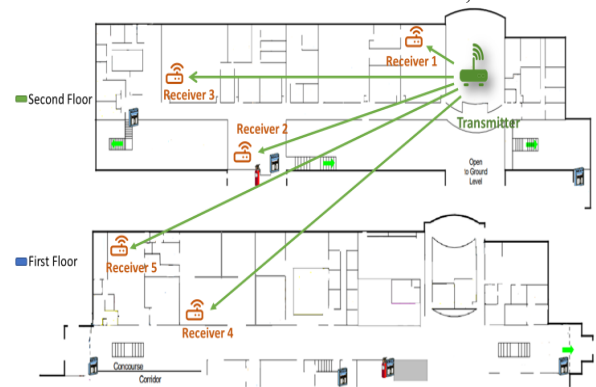 Receiver 1
Receiver 3
Second Floor
Receiver 2
Transmitter
Open
to Ground
Level
First Floor
Receiver 5
Receiver 4
Concourse
Corridor